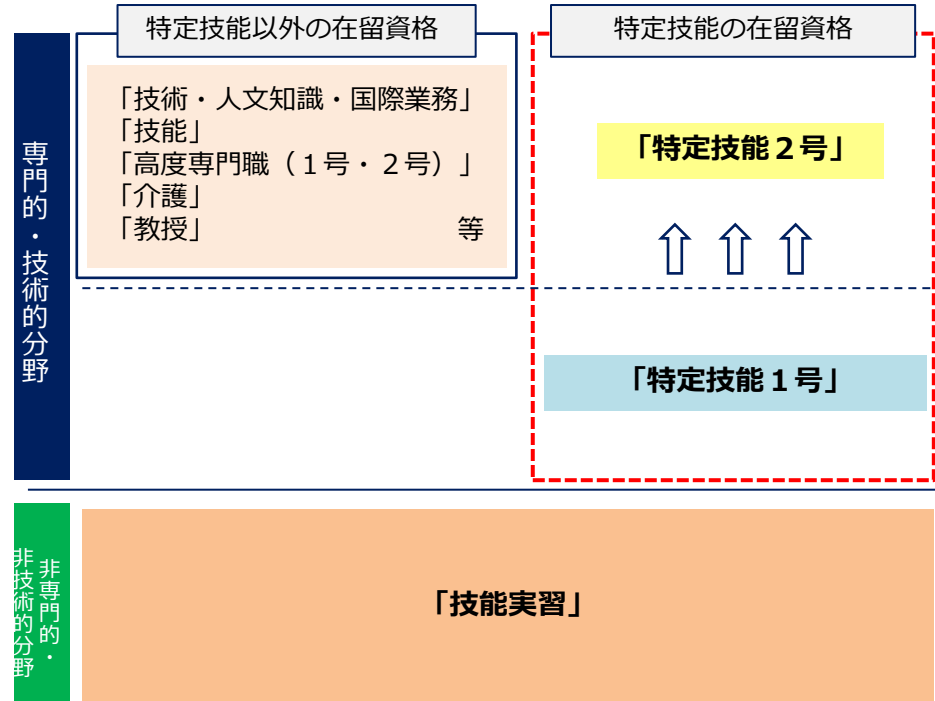 特定技能以外の在留資格
特定技能の在留資格
専門的・技術的分野
「技術・人文知識・国際業務」
「技能」
「高度専門職（１号・２号）」
「介護」
「教授」 等
「特定技能２号」
「特定技能１号」
非専門的・
非技術的分野
「技能実習」